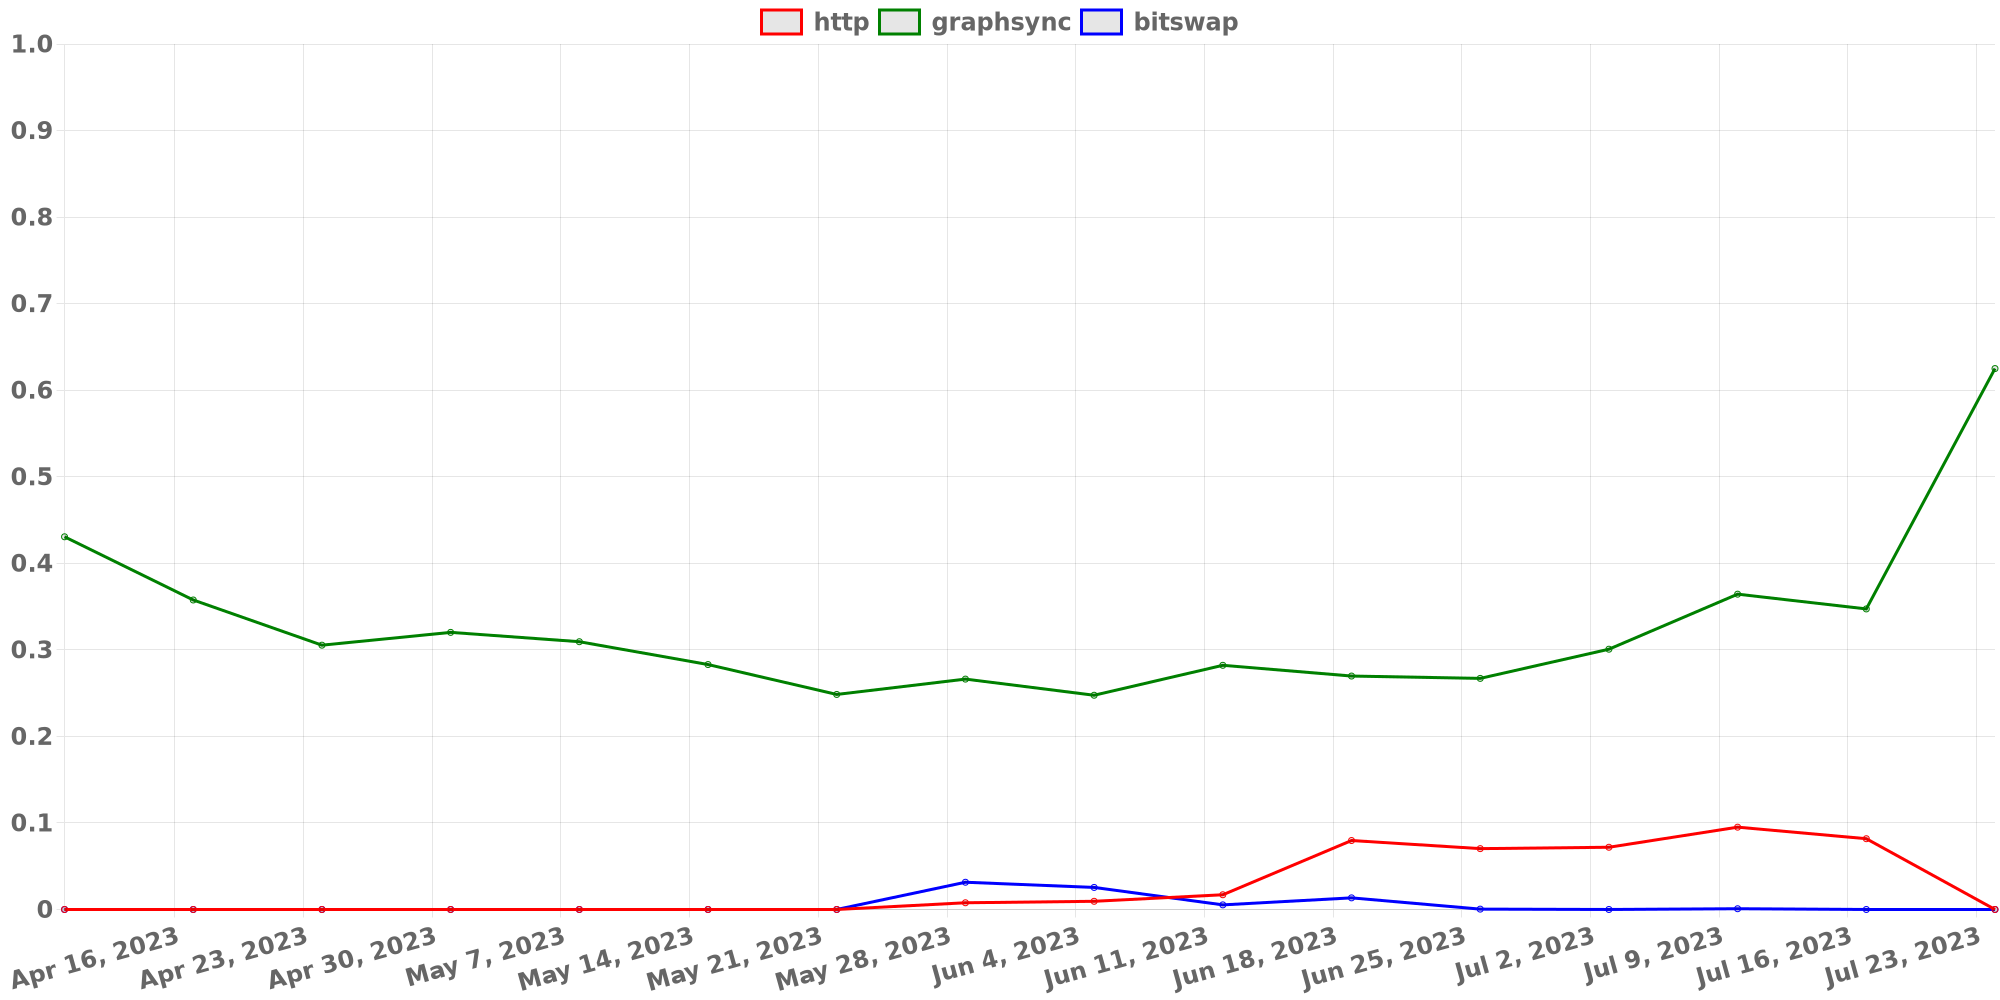 http graphsync bitswap
1.0
0.9
0.8
0.7
0.6
0.5
0.4
0.3
0.2
0.1
0
Apr 16, 2023
Apr 23, 2023
Apr 30, 2023
May 7, 2023
May 14, 2023
May 21, 2023
May 28, 2023
Jun 4, 2023
Jun 11, 2023
Jun 18, 2023
Jun 25, 2023
Jul 2, 2023
Jul 9, 2023
Jul 16, 2023
Jul 23, 2023